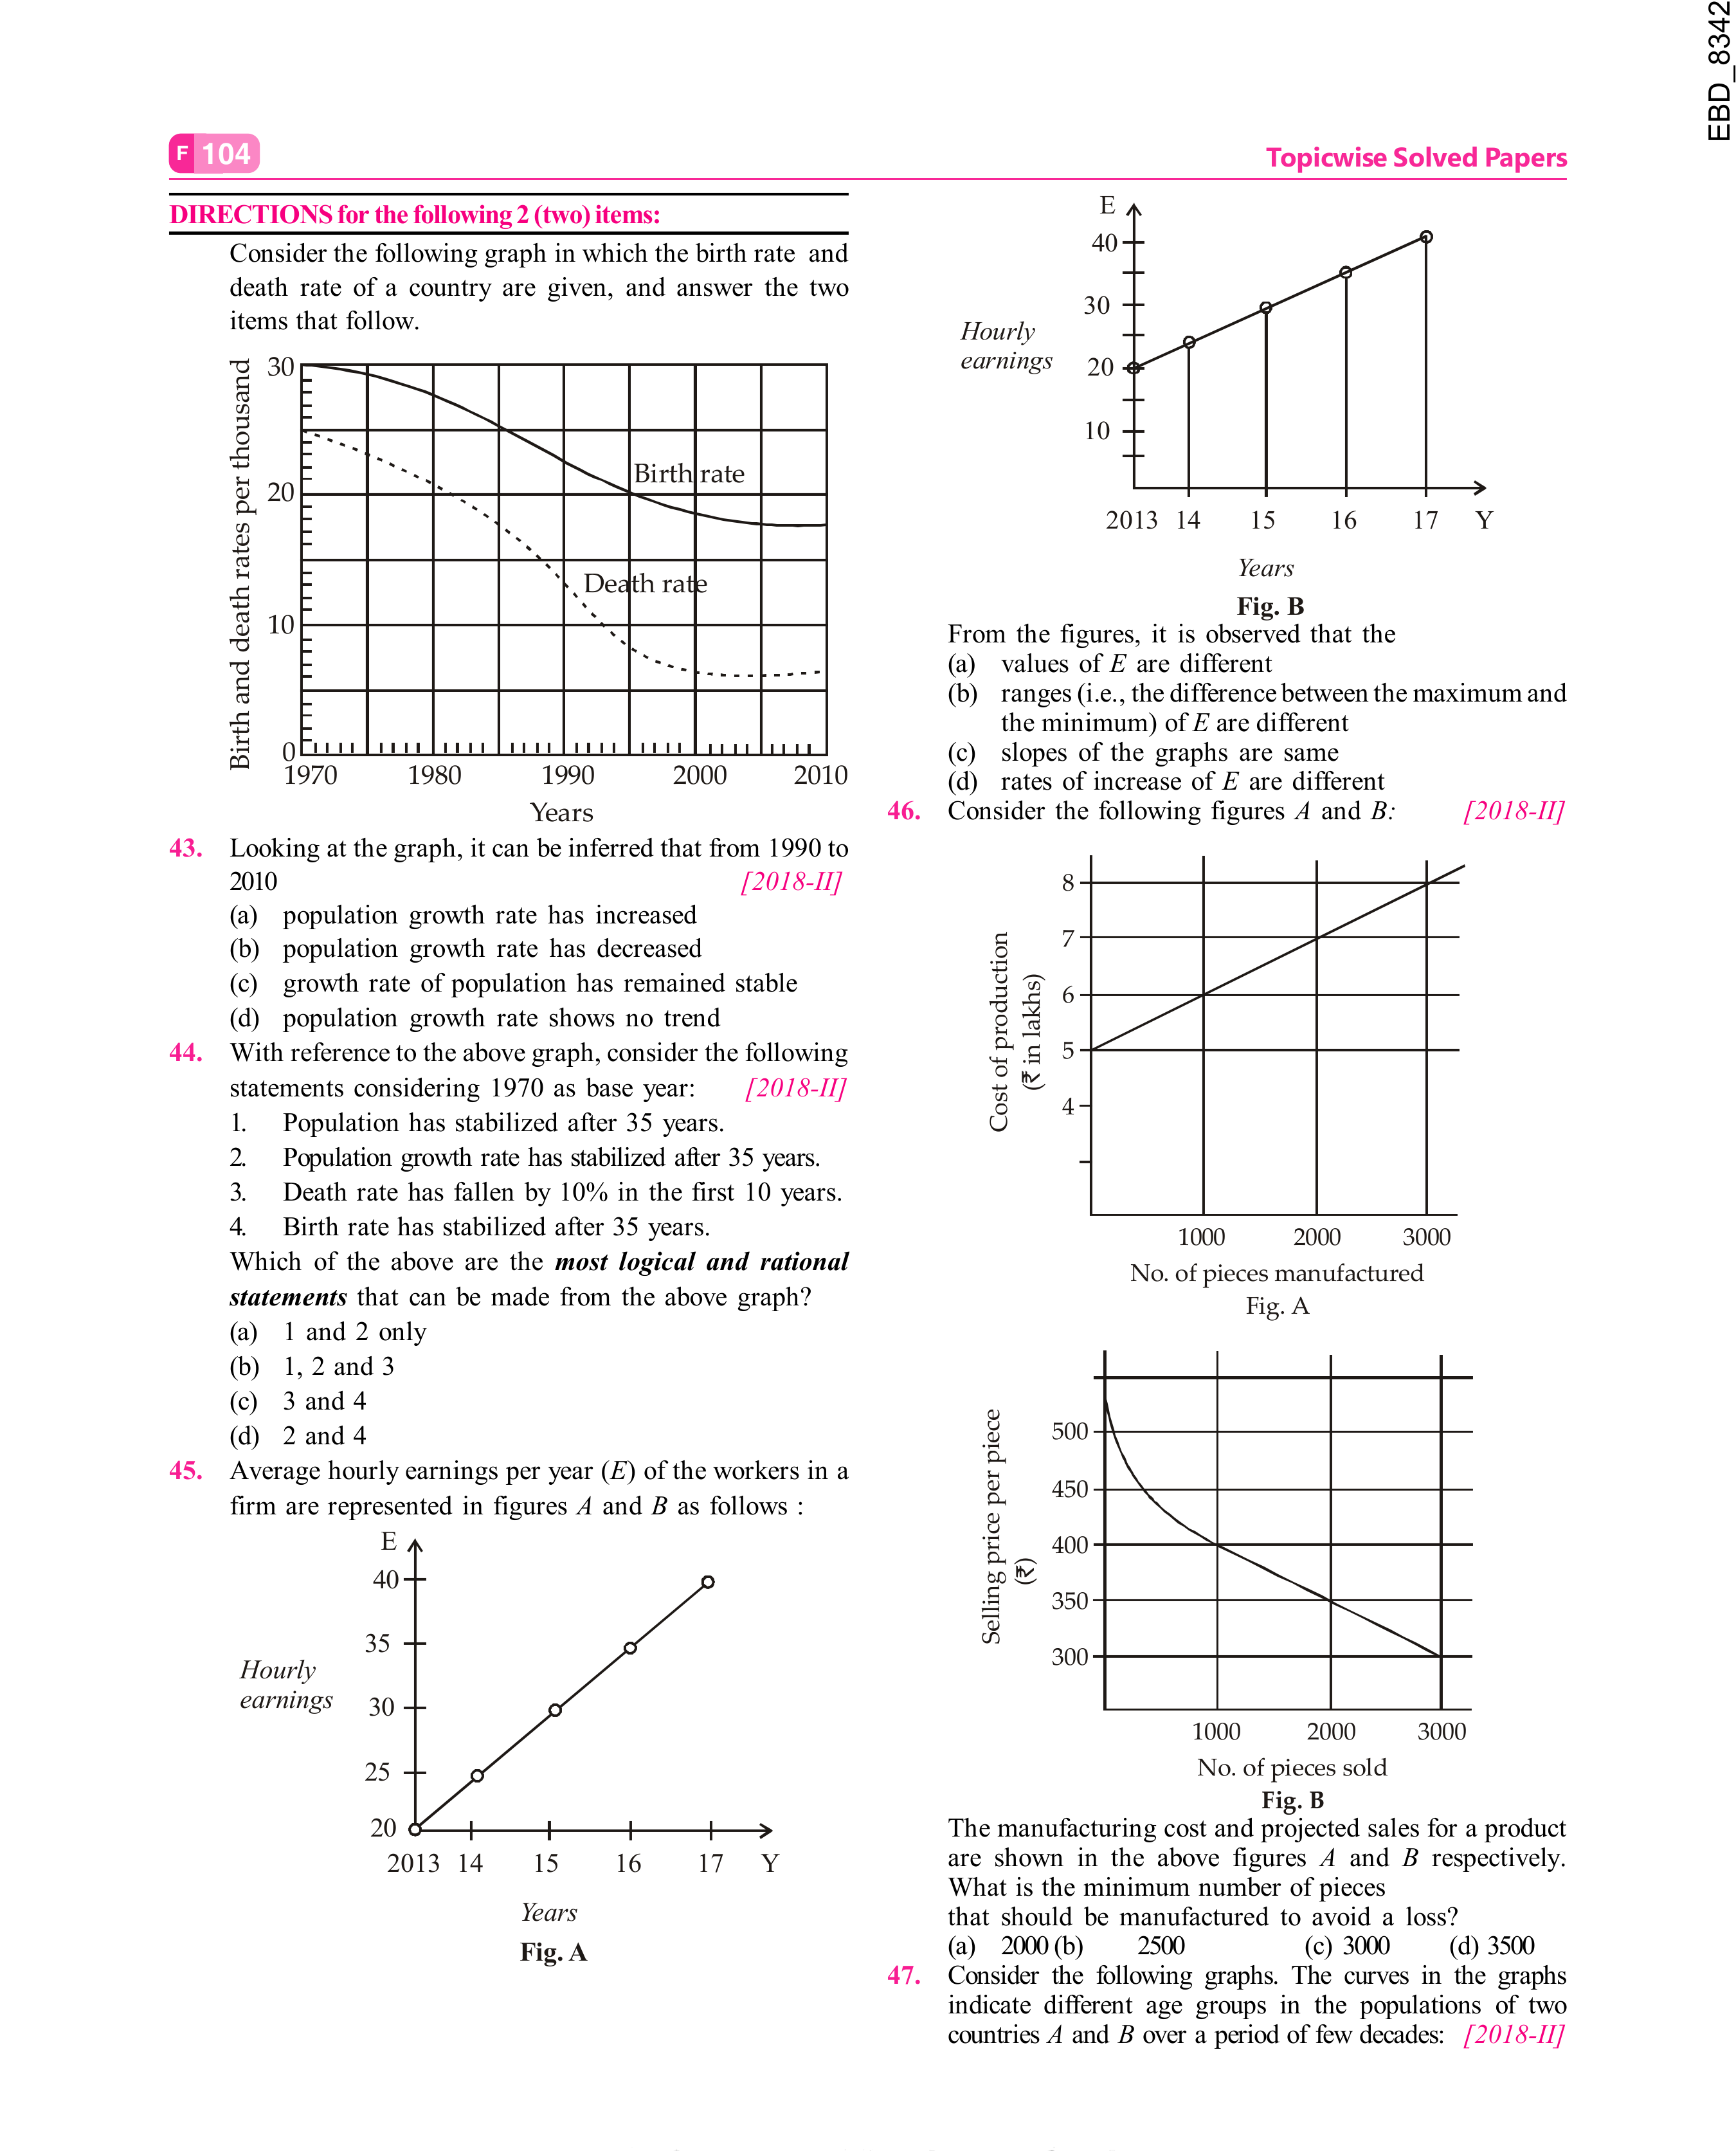 EBD_8342
F 104
Topicwise Solved Papers
DIRECTIONS for the following 2 (two) items:
Consider the following graph in which the birth rate and
death rate of a country are given, and answer the two
items that follow.
Birth and death rates per thousand
30
20
10
0
Birth rate
Death rate
1970 1980 1990 2000 2010
Years
43. Looking at the graph, it can be inferred that from 1990 to
2010 [2018-II]
(a) population growth rate has increased
(b) population growth rate has decreased
(c) growth rate of population has remained stable
(d) population growth rate shows no trend
44. With reference to the above graph, consider the following
statements considering 1970 as base year: [2018-II]
1. Population has stabilized after 35 years.
2. Population growth rate has stabilized after 35 years.
3. Death rate has fallen by 10% in the first 10 years.
4. Birth rate has stabilized after 35 years.
Which of the above are the most logical and rational
statements that can be made from the above graph?
(a) 1 and 2 only
(b) 1, 2 and 3
(c) 3 and 4
(d) 2 and 4
45. Average hourly earnings per year (E) of the workers in a
firm are represented in figures A and B as follows :
E
40
35
30
25
20
Hourly
earnings
2013 14 15 16 17 Y
Years
Fig. A
E
40
30
20
10
Hourly
earnings
2013 14 15 16 17 Y
Years
Fig. B
From the figures, it is observed that the
(a) values of E are different
(b) ranges (i.e., the difference between the maximum and
the minimum) of E are different
(c) slopes of the graphs are same
(d) rates of increase of E are different
46. Consider the following figures A and B: [2018-II]
Cost of production
(₹ in lakhs)
8
7
6
5
4
1000 2000 3000
No. of pieces manufactured
Fig. A
Selling price per piece
(₹)
500
450
400
350
300
1000 2000 3000
No. of pieces sold
Fig. B
The manufacturing cost and projected sales for a product
are shown in the above figures A and B respectively.
What is the minimum number of pieces
that should be manufactured to avoid a loss?
(a) 2000 (b) 2500 (c) 3000 (d) 3500
47. Consider the following graphs. The curves in the graphs
indicate different age groups in the populations of two
countries A and B over a period of few decades: [2018-II]